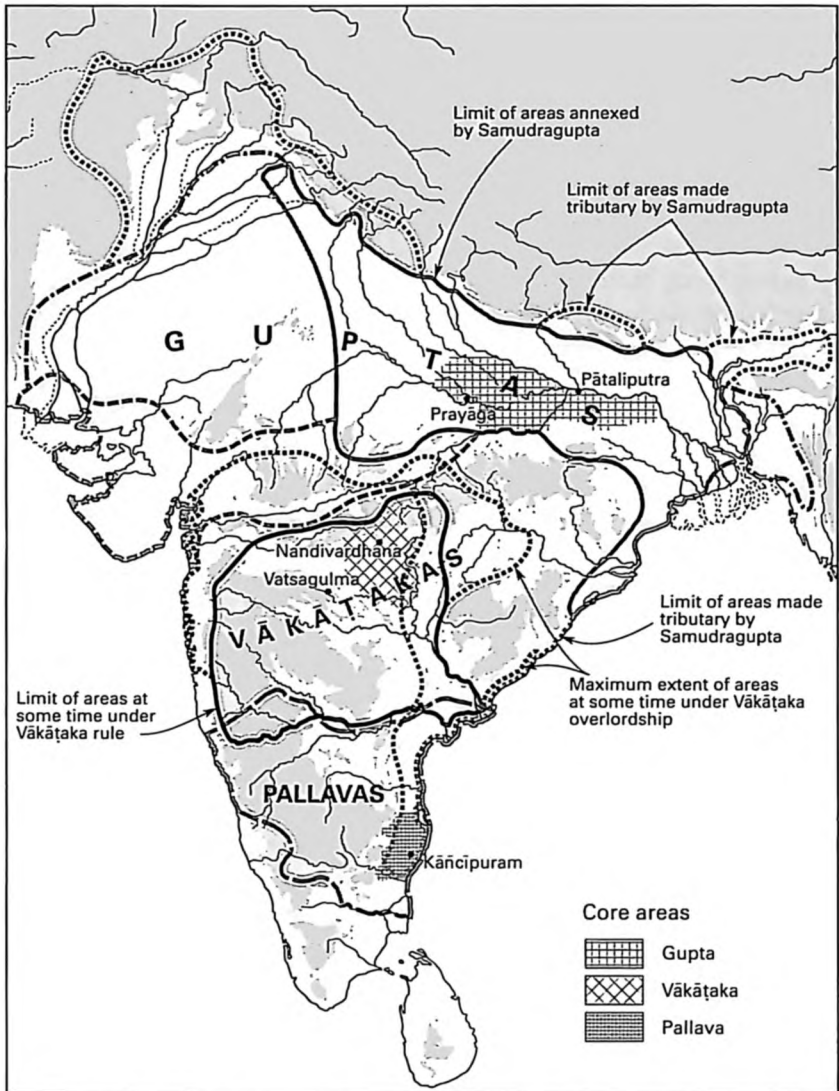 Limit of areas annexed
by Samudragupta
Limit of areas made
tributary by Samudragupta
G U P T A S
Pātaliputra
Prayāga
Nandivardhana
Vatsagulma
VĀKĀṬAKAS
Limit of areas made
tributary by
Samudragupta
Maximum extent of areas
at some time under Vākāṭaka
overlordship
Limit of areas at
some time under
Vākāṭaka rule
PALLAVAS
Kāñcīpuram
Core areas
Gupta
Vākāṭaka
Pallava